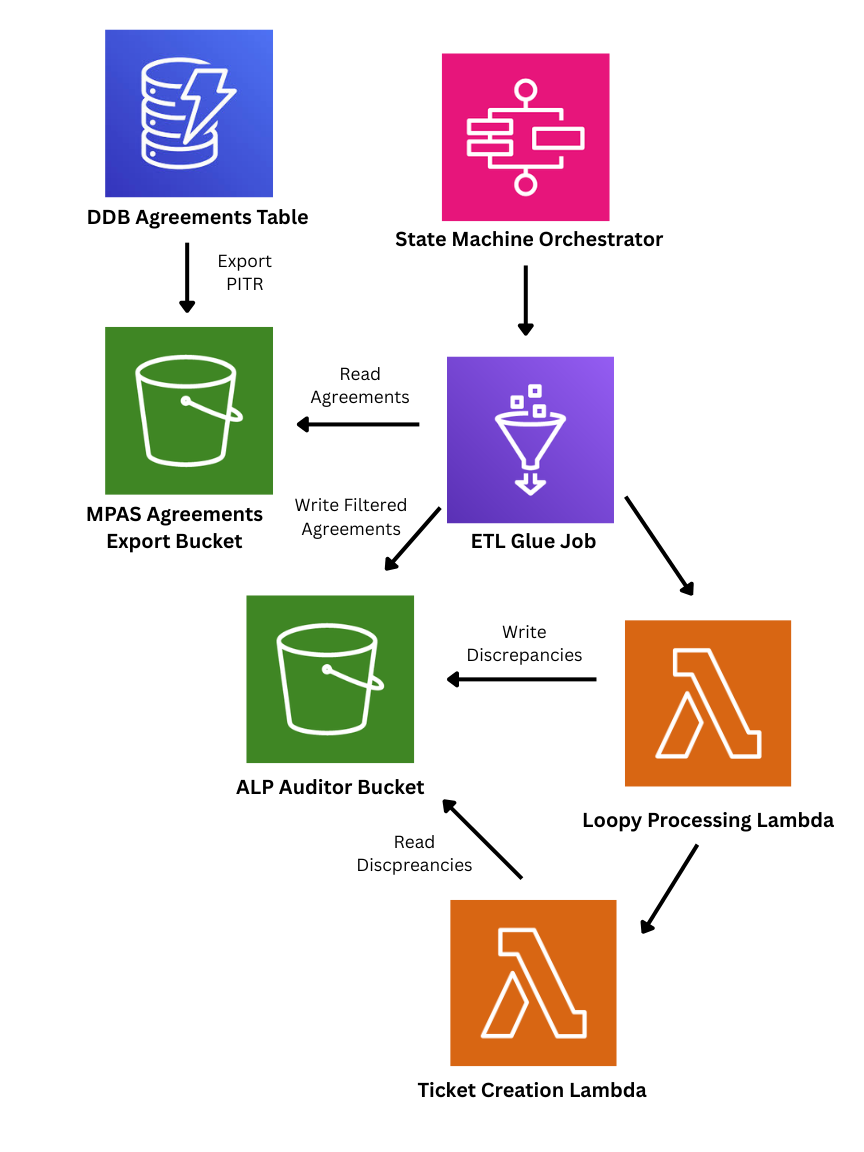 DDB Agreements Table
State Machine Orchestrator
Export
PITR
Read
Agreements
MPAS Agreements
Export Bucket
Write Filtered
Agreements
ETL Glue Job
Write
Discrepancies
ALP Auditor Bucket
Loopy Processing Lambda
Read
Discpreancies
Ticket Creation Lambda